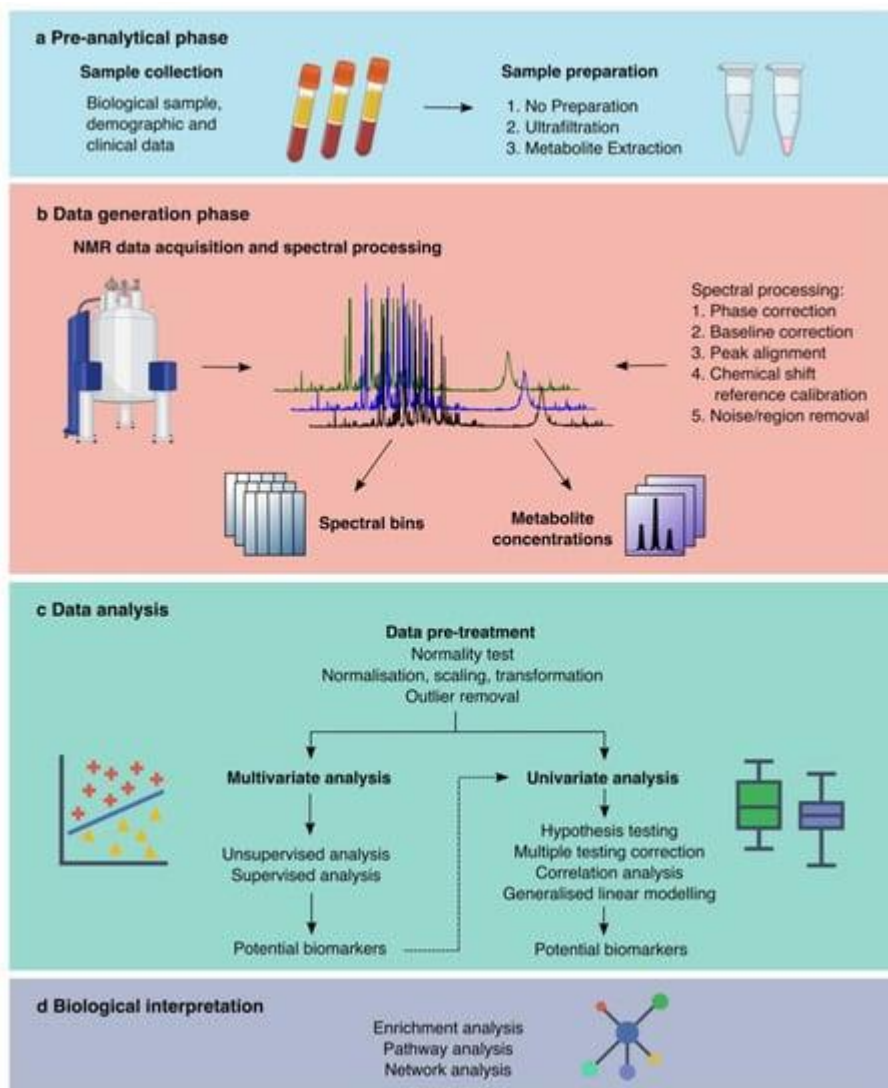 a Pre-analytical phase
Sample collection
Biological sample,
demographic and
clinical data
Sample preparation
1. No Preparation
2. Ultrafiltration
3. Metabolite Extraction
b Data generation phase
NMR data acquisition and spectral processing
Spectral processing:
1. Phase correction
2. Baseline correction
3. Peak alignment
4. Chemical shift
reference calibration
5. Noise/region removal
Spectral bins
Metabolite
concentrations
c Data analysis
Data pre-treatment
Normality test
Normalisation, scaling, transformation
Outlier removal
Multivariate analysis
Unsupervised analysis
Supervised analysis
Potential biomarkers
Univariate analysis
Hypothesis testing
Multiple testing correction
Correlation analysis
Generalised linear modelling
Potential biomarkers
d Biological interpretation
Enrichment analysis
Pathway analysis
Network analysis